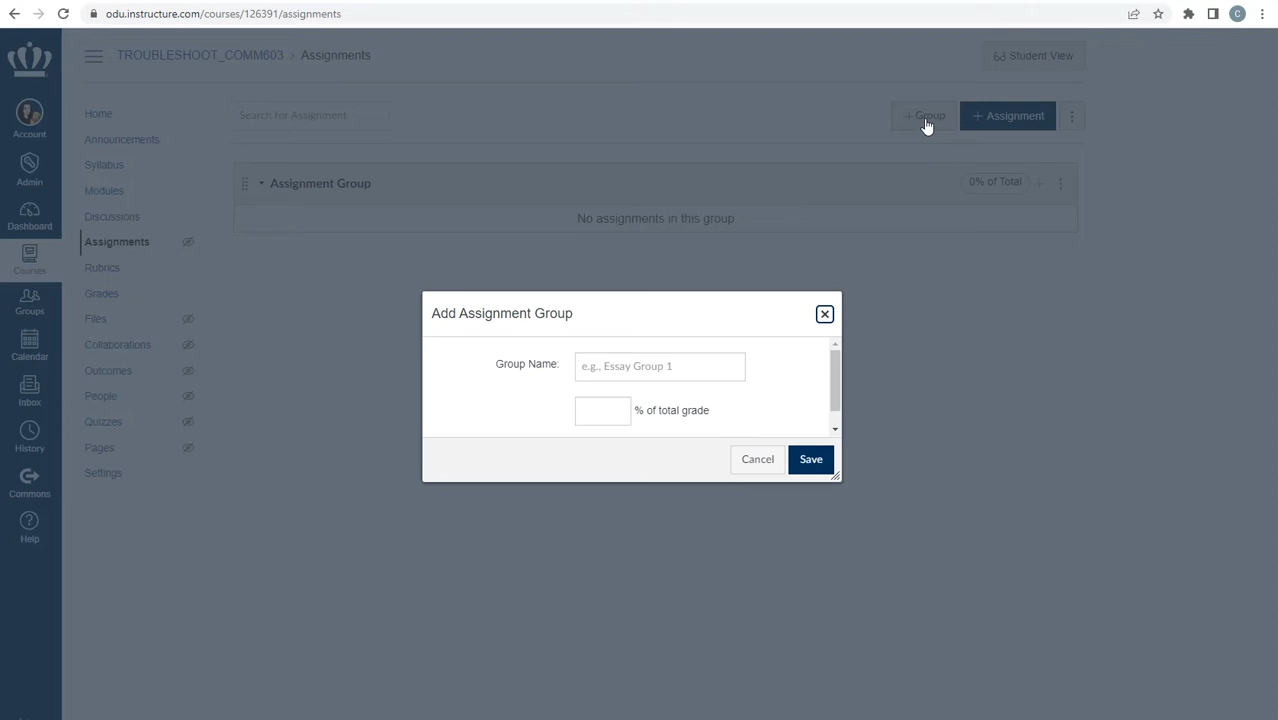 odu.instructure.com/courses/126391/assignments
C
TROUBLESHOOT_COMM603 > Assignments
Student View
Account
Admin
Dashboard
Courses
Groups
Calendar
Inbox
History
Commons
Help
Home
Announcements
Syllabus
Modules
Discussions
Assignments
Rubrics
Grades
Files
Collaborations
Outcomes
People
Quizzes
Pages
Settings
Search for Assignment
+ Group
+ Assignment
Assignment Group
0% of Total +
No assignments in this group
Add Assignment Group
Group Name:
e.g., Essay Group 1
% of total grade
Cancel
Save